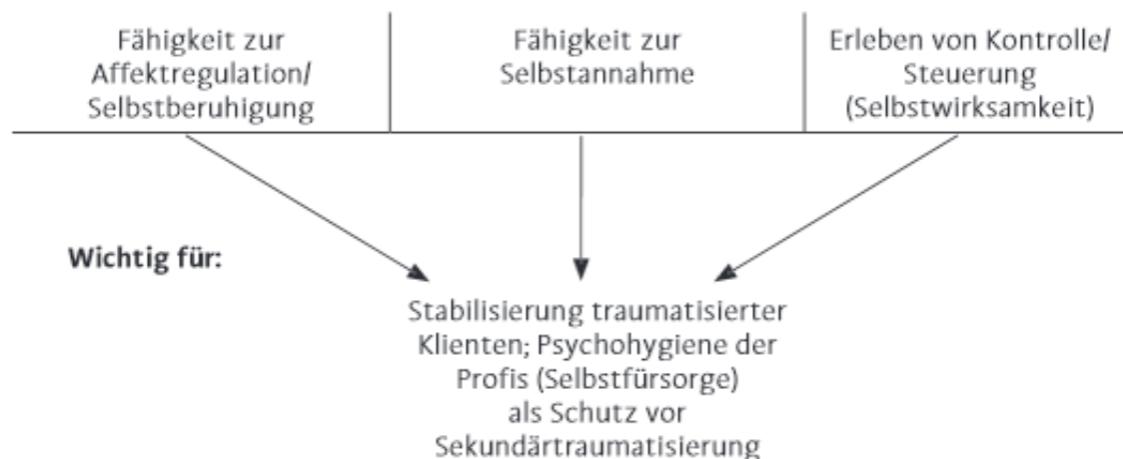 Fähigkeit zur
Affektregulation/
Selbstberuhigung
Fähigkeit zur
Selbstannahme
Erleben von Kontrolle/
Steuerung
(Selbstwirksamkeit)
Wichtig für:
Stabilisierung traumatisierter
Klienten; Psychohygiene der
Profis (Selbstfürsorge)
als Schutz vor
Sekundärtraumatisierung